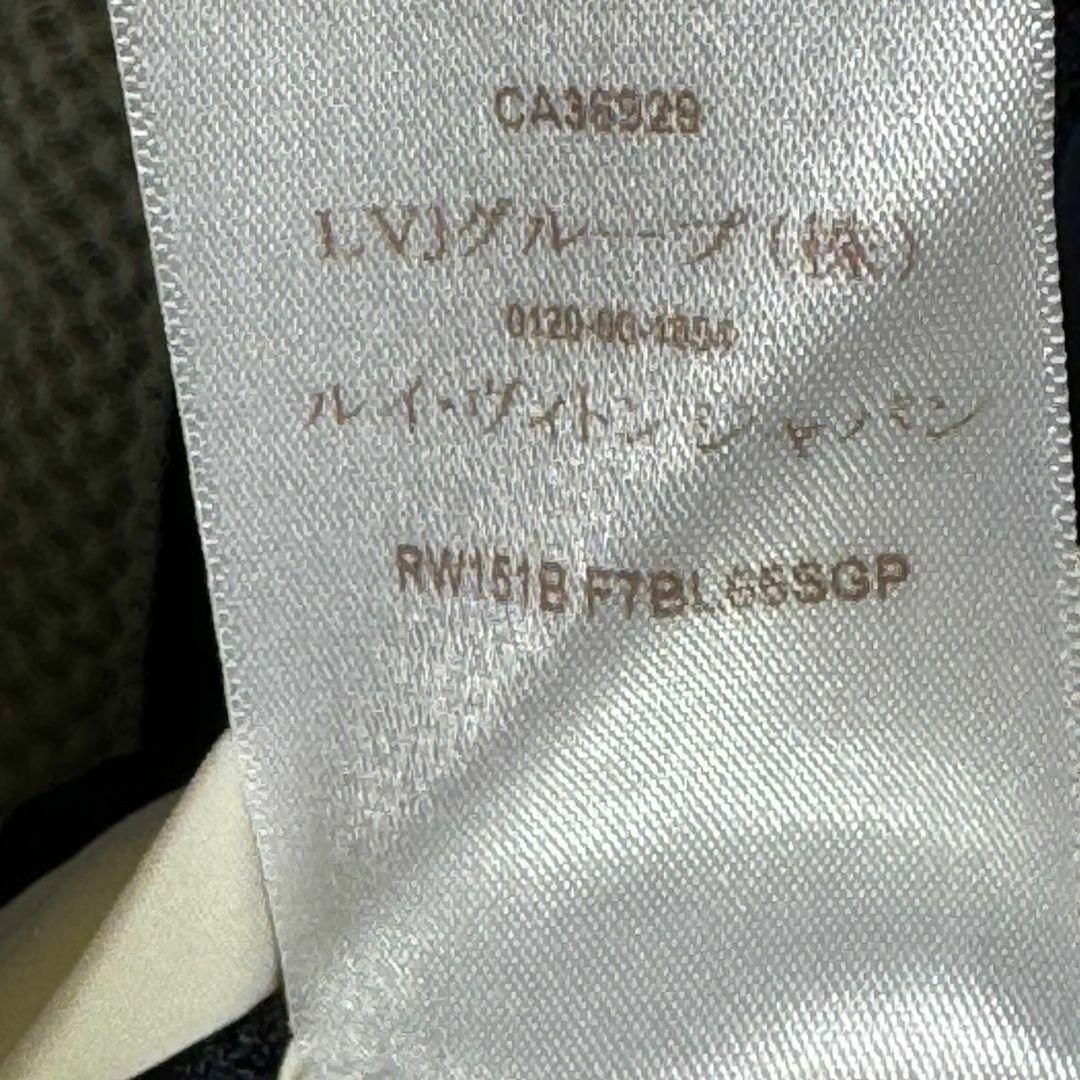 CA36929
LVJグループ(株)
0120-00-1854
ルイ・ヴィトンジャパン
RW151B F7BL66SGP